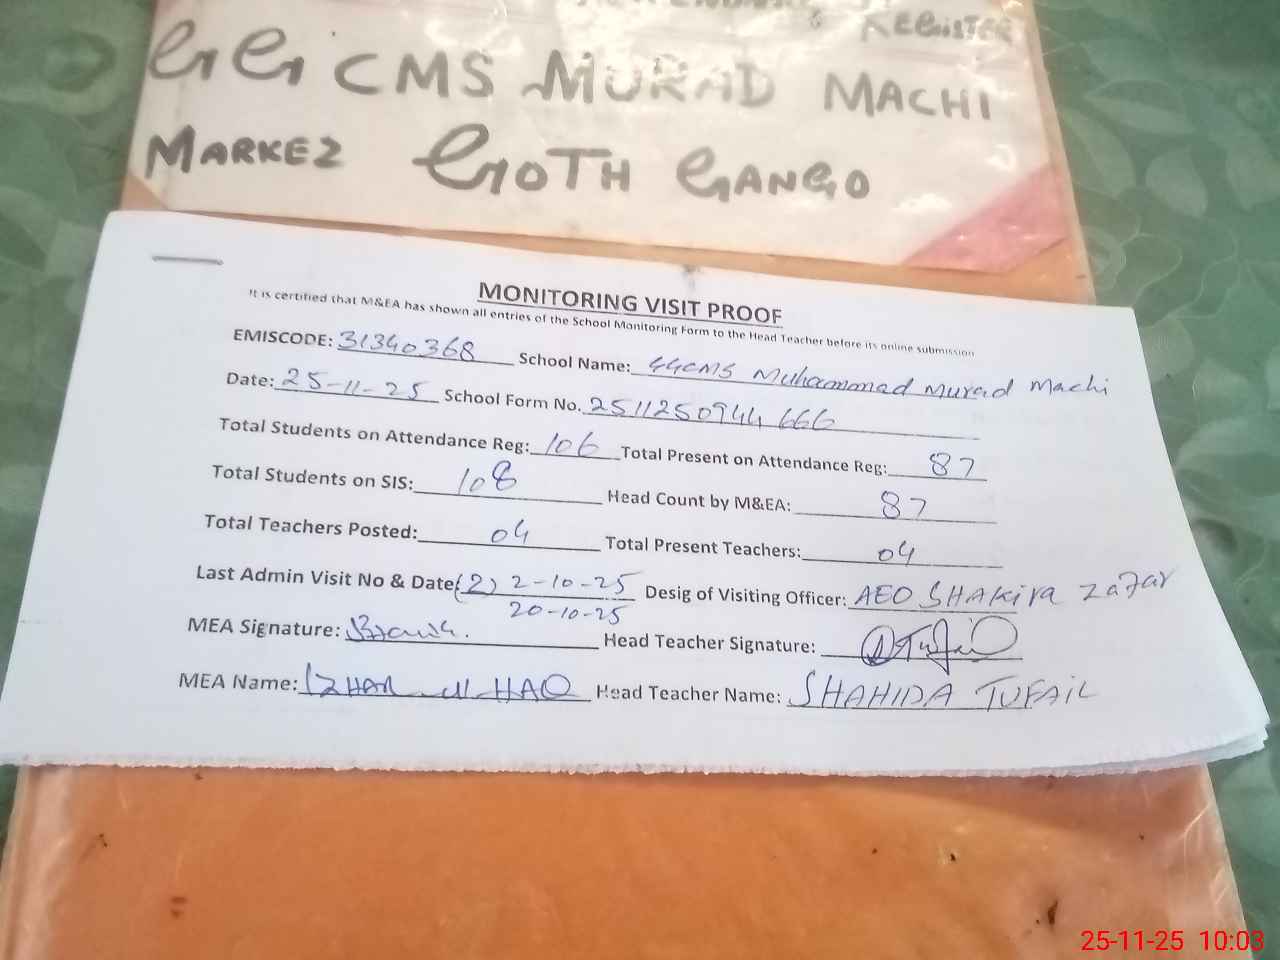 & REGISTER
GG CMS MURAD MACHI
MARKEZ GOTH GANGO
MONITORING VISIT PROOF
It is certified that M&EA has shown all entries of the School Monitoring Form to the Head Teacher before its online submission
EMISCODE: 31340368 School Name: GGCMS Muhammad Murad Machi
Date: 25-11-25 School Form No. 2511250944666
Total Students on Attendance Reg: 106 Total Present on Attendance Reg: 87
Total Students on SIS: 108 Head Count by M&EA: 87
Total Teachers Posted: 04 Total Present Teachers: 04
Last Admin Visit No & Date (2) 2-10-25 Desig of Visiting Officer: AEO SHAKIRA Zafar
20-10-25
MEA Signature: Head Teacher Signature:
MEA Name: IZHAR ul HAQ Head Teacher Name: SHAHIDA TUFAIL
25-11-25 10:03